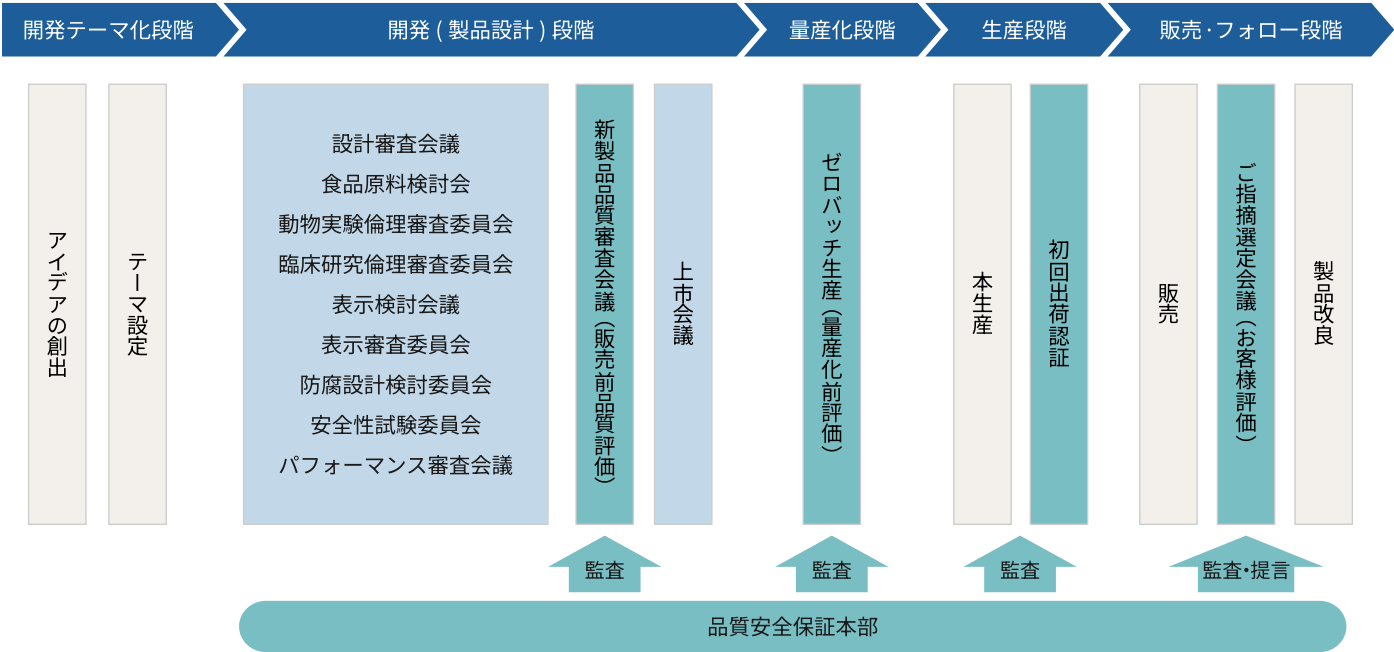 開発テーマ化段階
開発 ( 製品設計 ) 段階
量産化段階
生産段階
販売・フォロー段階
アイデアの創出
テーマ設定
設計審査会議
食品原料検討会
動物実験倫理審査委員会
臨床研究倫理審査委員会
表示検討会議
表示審査委員会
防腐設計検討委員会
安全性試験委員会
パフォーマンス審査会議
新製品品質審査会議（販売前品質評価）
上市会議
ゼロバッチ生産（量産化前評価）
本生産
初回出荷認証
販売
ご指摘選定会議（お客様評価）
製品改良
監査
監査
監査
監査・提言
品質安全保証本部